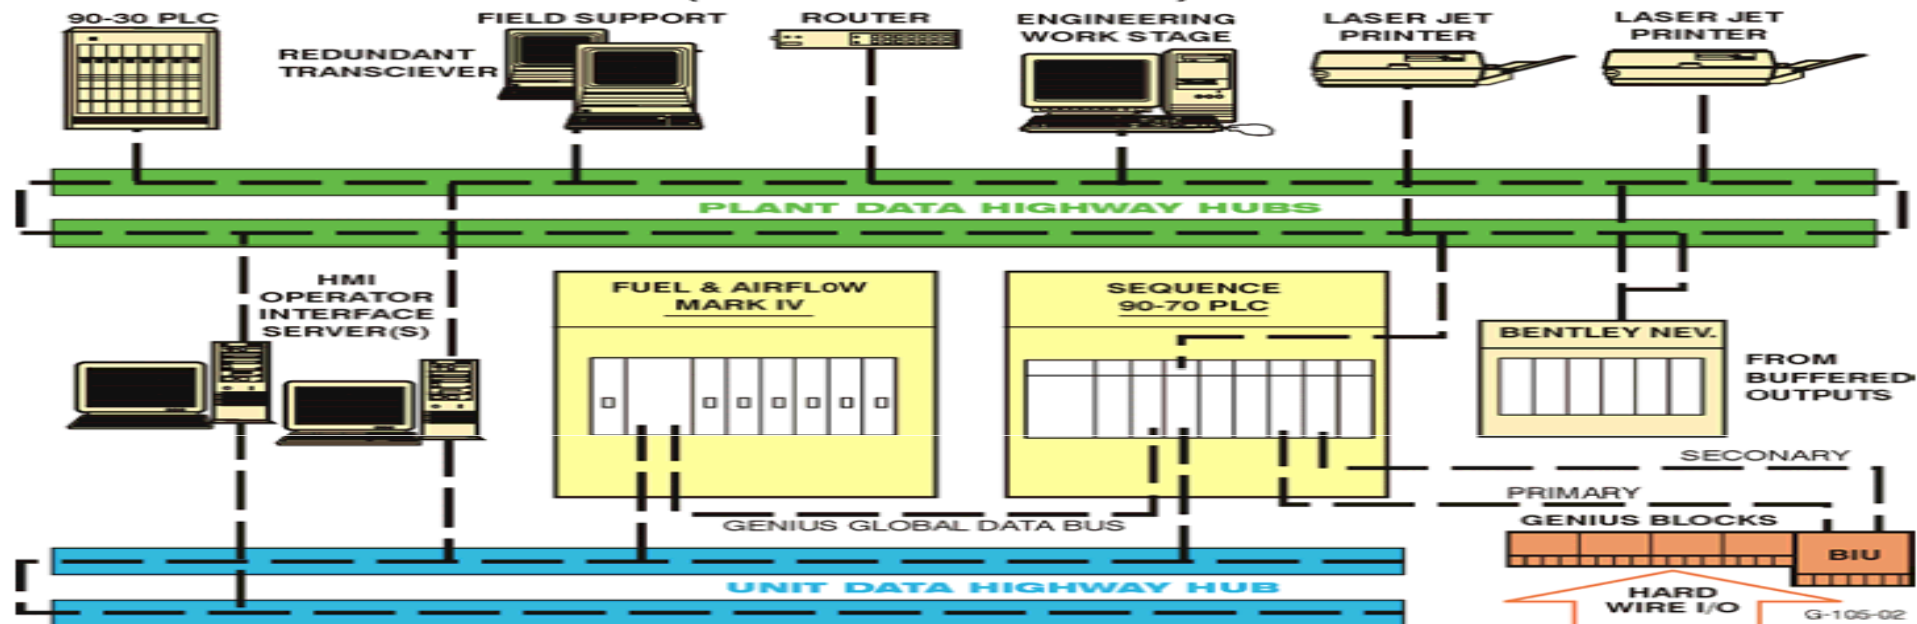 90-30 PLC
REDUNDANT
TRANSCIEVER
FIELD SUPPORT
ROUTER
ENGINEERING
WORK STAGE
LASER JET
PRINTER
LASER JET
PRINTER
PLANT DATA HIGHWAY HUBS
HMI
OPERATOR
INTERFACE
SERVER(S)
FUEL & AIRFLOW
MARK IV
SEQUENCE
90-70 PLC
BENTLEY NEV.
FROM
BUFFERED
OUTPUTS
SECONARY
PRIMARY
GENIUS GLOBAL DATA BUS
GENIUS BLOCKS
BIU
UNIT DATA HIGHWAY HUB
HARD
WIRE I/O
G-105-02